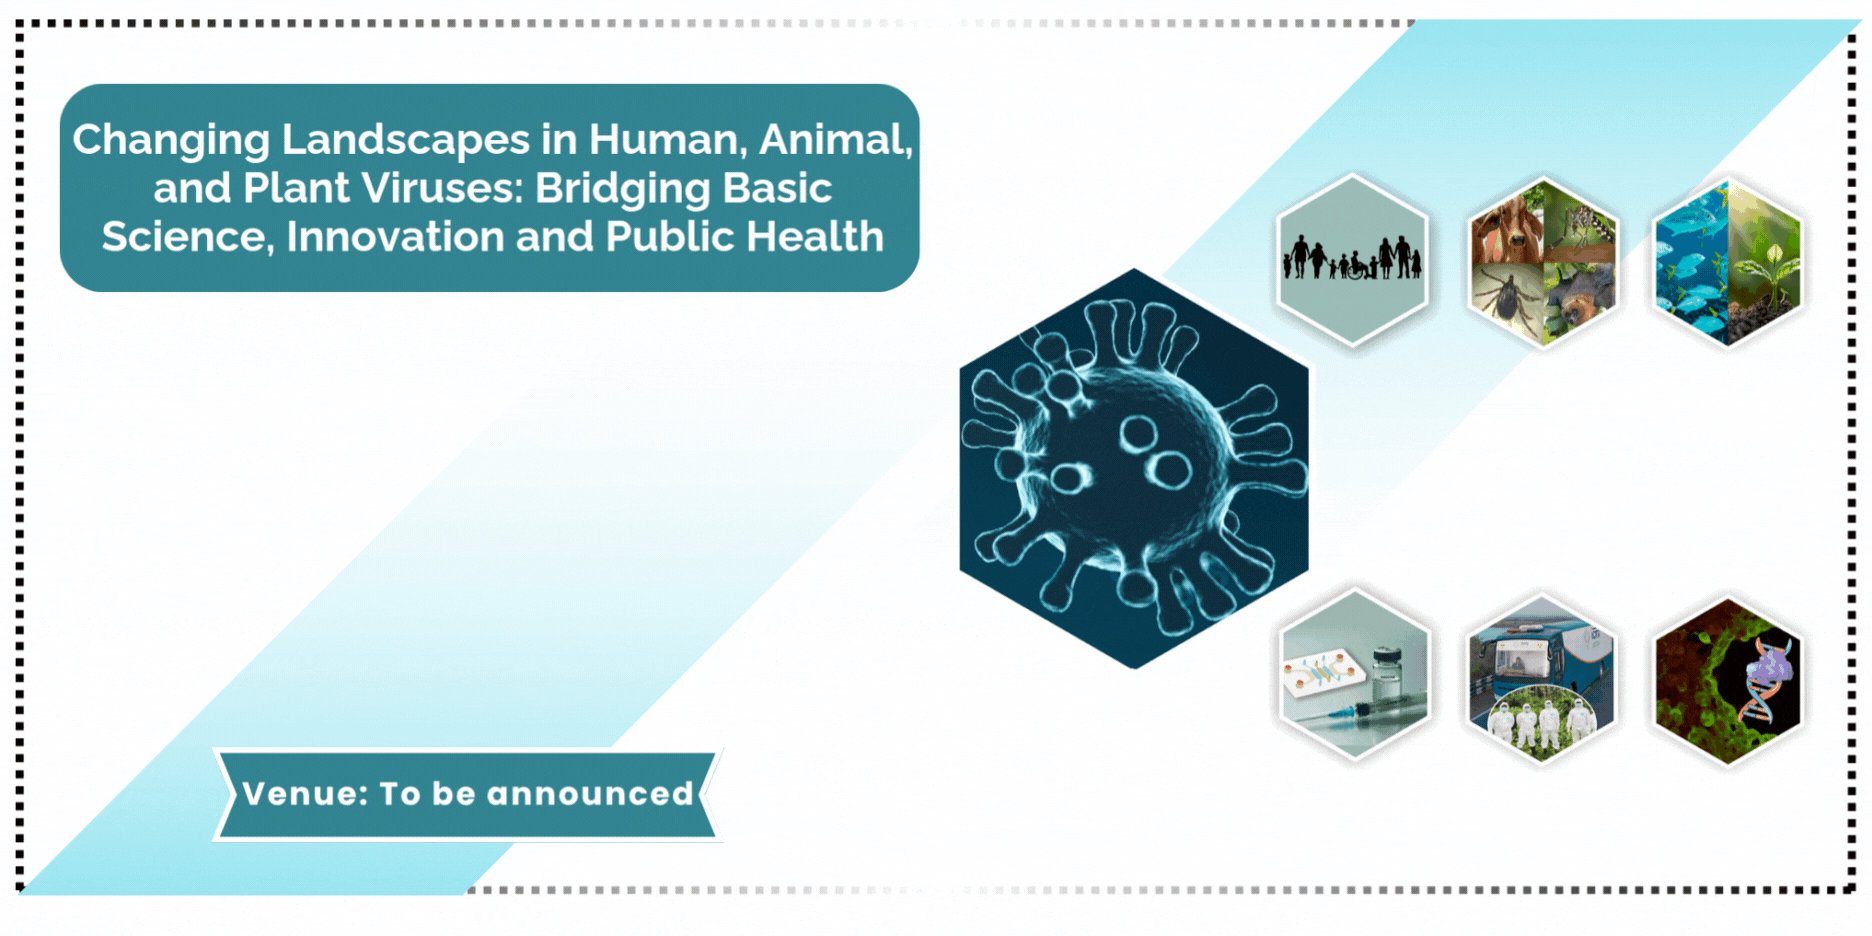 Changing Landscapes in Human, Animal,
and Plant Viruses: Bridging Basic
Science, Innovation and Public Health
Venue: To be announced